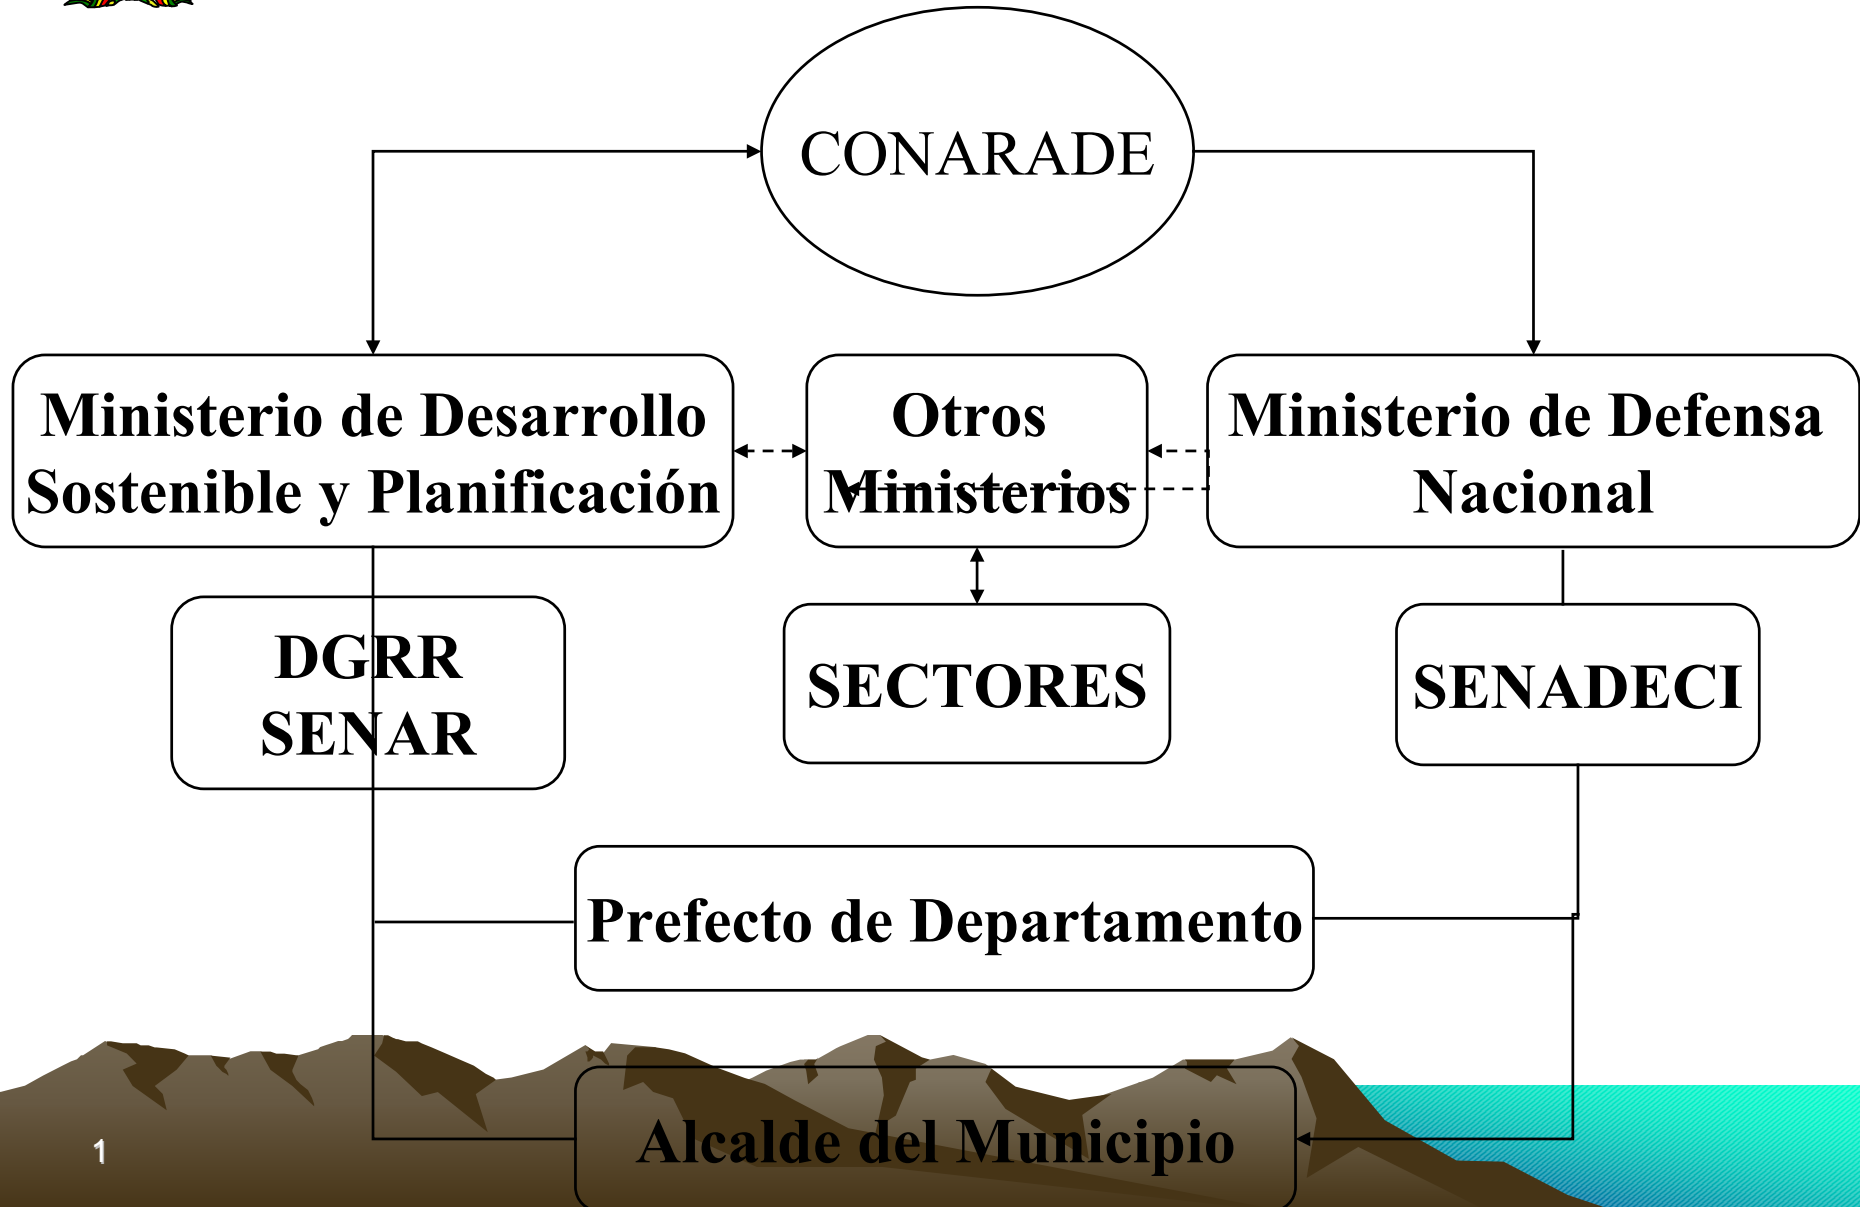 CONARADE
Ministerio de Desarrollo
Sostenible y Planificación
Otros
Ministerios
Ministerio de Defensa
Nacional
DGRR
SENAR
SECTORES
SENADECI
Prefecto de Departamento
Alcalde del Municipio
1